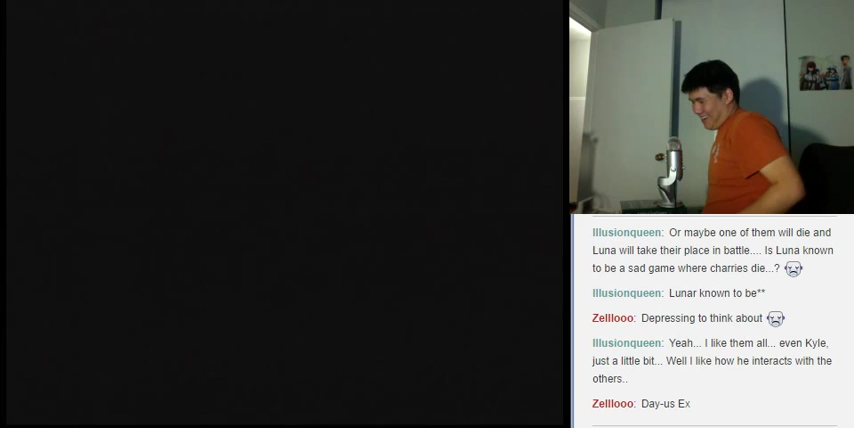 Illusionqueen: Or maybe one of them will die and
Luna will take their place in battle.... Is Luna known
to be a sad game where charries die...?
Illusionqueen: Lunar known to be**
Zelllooo: Depressing to think about
Illusionqueen: Yeah... I like them all... even Kyle,
just a little bit... Well I like how he interacts with the
others..
Zelllooo: Day-us Ex